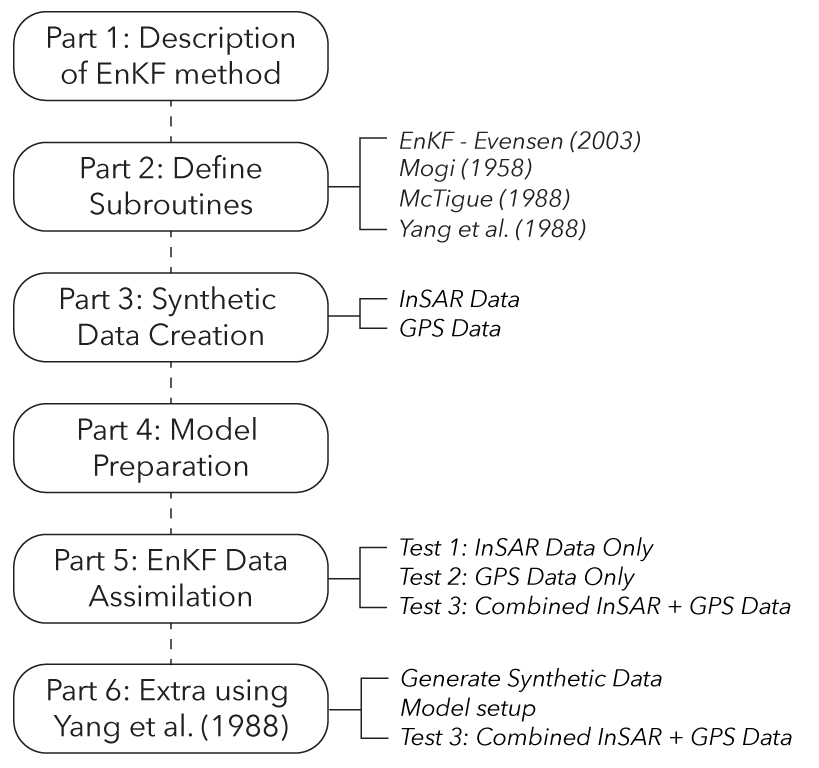 Part 1: Description
of EnKF method
Part 2: Define
Subroutines
EnKF - Evensen (2003)
Mogi (1958)
McTigue (1988)
Yang et al. (1988)
Part 3: Synthetic
Data Creation
InSAR Data
GPS Data
Part 4: Model
Preparation
Part 5: EnKF Data
Assimilation
Test 1: InSAR Data Only
Test 2: GPS Data Only
Test 3: Combined InSAR + GPS Data
Part 6: Extra using
Yang et al. (1988)
Generate Synthetic Data
Model setup
Test 3: Combined InSAR + GPS Data